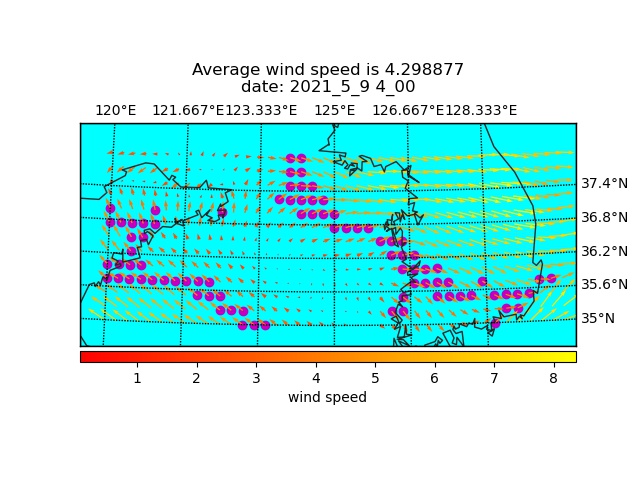 Average wind speed is 4.298877
date: 2021_5_9 4_00
120°E 121.667°E 123.333°E 125°E 126.667°E 128.333°E
37.4°N
36.8°N
36.2°N
35.6°N
35°N
1 2 3 4 5 6 7 8
wind speed